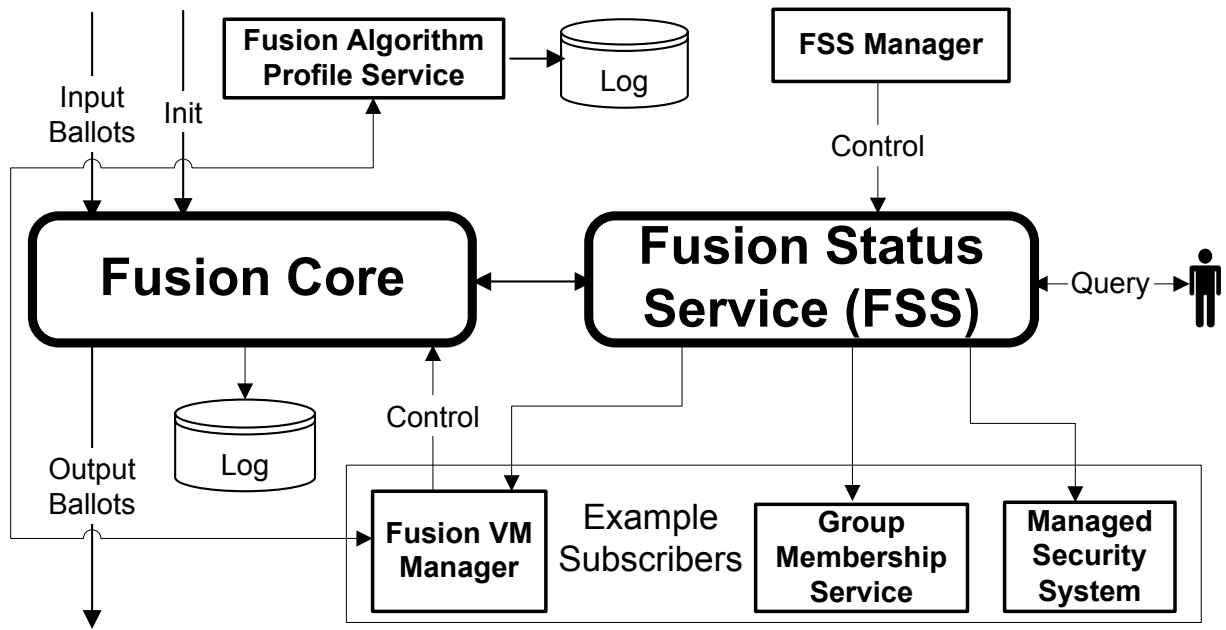 Fusion Algorithm
Profile Service
Log
FSS Manager
Input
Ballots
Init
Control
Fusion Core
Fusion Status
Service (FSS)
Query
Log
Control
Output
Ballots
Fusion VM
Manager
Example
Subscribers
Group
Membership
Service
Managed
Security
System